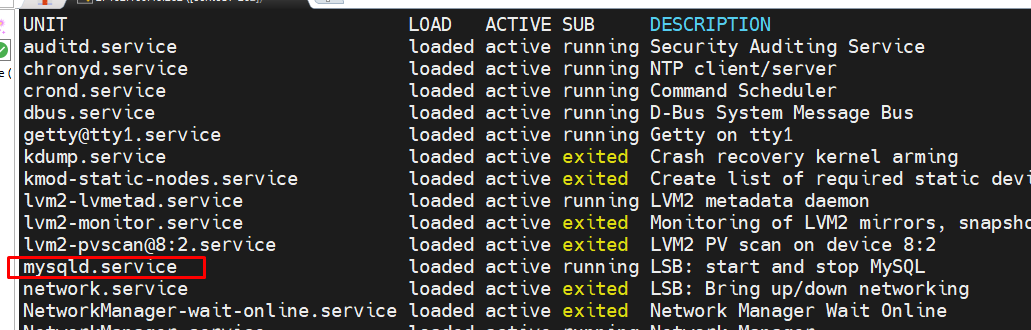 UNIT LOAD ACTIVE SUB DESCRIPTION
auditd.service loaded active running Security Auditing Service
chronyd.service loaded active running NTP client/server
crond.service loaded active running Command Scheduler
dbus.service loaded active running D-Bus System Message Bus
getty@tty1.service loaded active running Getty on tty1
kdump.service loaded active exited Crash recovery kernel arming
kmod-static-nodes.service loaded active exited Create list of required static devi
lvm2-lvmetad.service loaded active running LVM2 metadata daemon
lvm2-monitor.service loaded active exited Monitoring of LVM2 mirrors, snapsho
lvm2-pvscan@8:2.service loaded active exited LVM2 PV scan on device 8:2
mysqld.service loaded active running LSB: start and stop MySQL
network.service loaded active exited LSB: Bring up/down networking
NetworkManager-wait-online.service loaded active exited Network Manager Wait Online